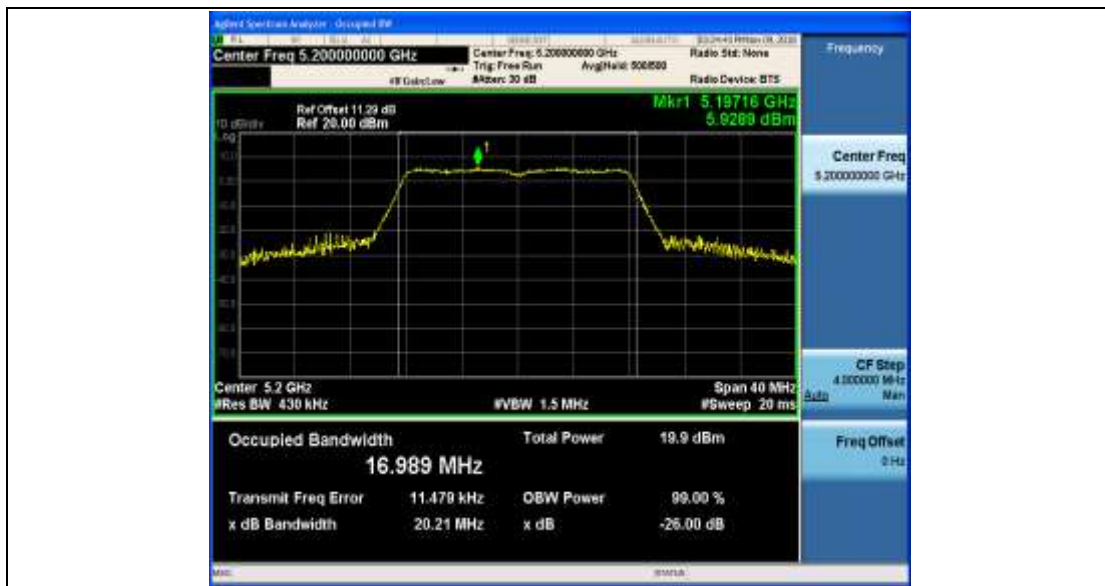 Agilent Spectrum Analyzer - Occupied BW
Center Freq 5.200000000 GHz
Center Freq: 5.200000000 GHz
Radio Std: None
Trig: Free Run
Avg|Hold: 500/500
#IFGain:Low
#Atten: 30 dB
Radio Device: BTS
Frequency
Ref Offset 11.29 dB
Mkr1 5.19716 GHz
10 dB/div
Ref 20.00 dBm
5.9289 dBm
Log
1
Center Freq
5.200000000 GHz
Center 5.2 GHz
Span 40 MHz
#Res BW 430 kHz
#VBW 1.5 MHz
#Sweep 20 ms
CF Step
4.000000 MHz
Auto
Man
Occupied Bandwidth
Total Power
19.9 dBm
16.989 MHz
Freq Offset
0 Hz
Transmit Freq Error
11.479 kHz
OBW Power
99.00 %
x dB Bandwidth
20.21 MHz
x dB
-26.00 dB
MSG
STATUS